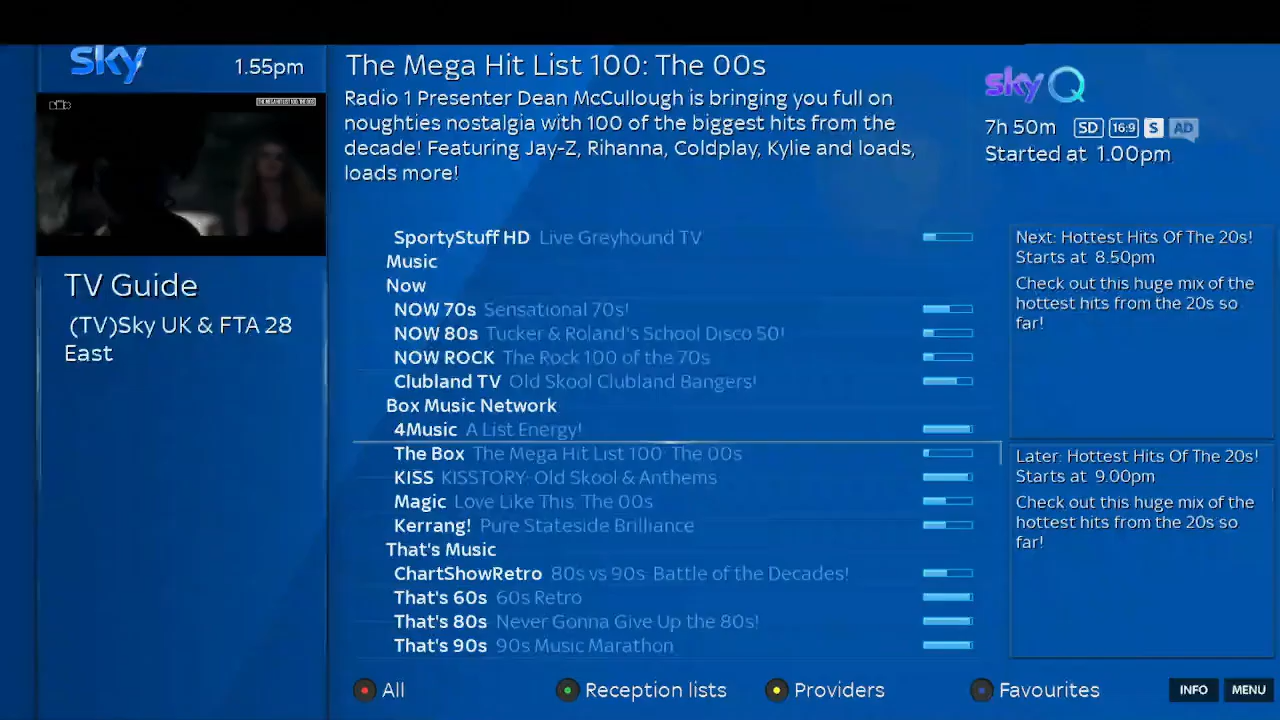 sky
1.55pm
THE MEGA HIT LIST 100: THE 00s
TV Guide
(TV)Sky UK & FTA 28
East
The Mega Hit List 100: The 00s
Radio 1 Presenter Dean McCullough is bringing you full on
noughties nostalgia with 100 of the biggest hits from the
decade! Featuring Jay-Z, Rihanna, Coldplay, Kylie and loads,
loads more!
sky Q
7h 50m SD 16:9 S AD
Started at 1.00pm
SportyStuff HD Live Greyhound TV
Music
Now
NOW 70s Sensational 70s!
NOW 80s Tucker & Roland's School Disco 50!
NOW ROCK The Rock 100 of the 70s
Clubland TV Old Skool Clubland Bangers!
Box Music Network
4Music A List Energy!
The Box The Mega Hit List 100: The 00s
KISS KISSTORY: Old Skool & Anthems
Magic Love Like This: The 00s
Kerrang! Pure Stateside Brilliance
That's Music
ChartShowRetro 80s vs 90s: Battle of the Decades!
That's 60s 60s Retro
That's 80s Never Gonna Give Up the 80s!
That's 90s 90s Music Marathon
Next: Hottest Hits Of The 20s!
Starts at 8.50pm
Check out this huge mix of the
hottest hits from the 20s so
far!
Later: Hottest Hits Of The 20s!
Starts at 9.00pm
Check out this huge mix of the
hottest hits from the 20s so
far!
All
Reception lists
Providers
Favourites
INFO
MENU